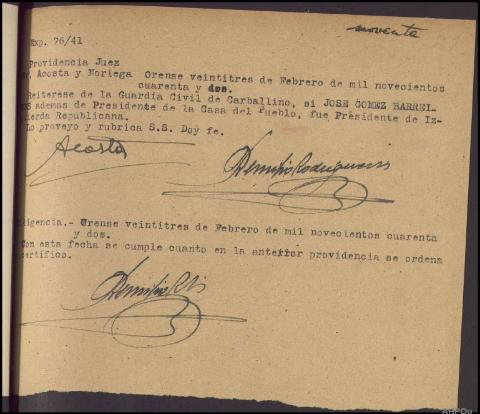 noventa
Exp. 76/41
Providencia Juez
Acosta y Noriega Orense veintitres de Febrero de mil novecientos
cuarenta y dos.
Reiterese de la Guardia Civil de Carballino, si JOSE GOMEZ BARREI-
ROS ademas de Presidente de la Casa del Pueblo, fue Presidente de Iz-
uierda Republicana.
Lo proveyo y rubrica S.S. Doy fe.
Acosta
ligencia.- Orense veintitres de Febrero de mil novecientos cuarenta
y dos.
Con esta fecha se cumple cuanto en la anterior providencia se ordena
certifico.